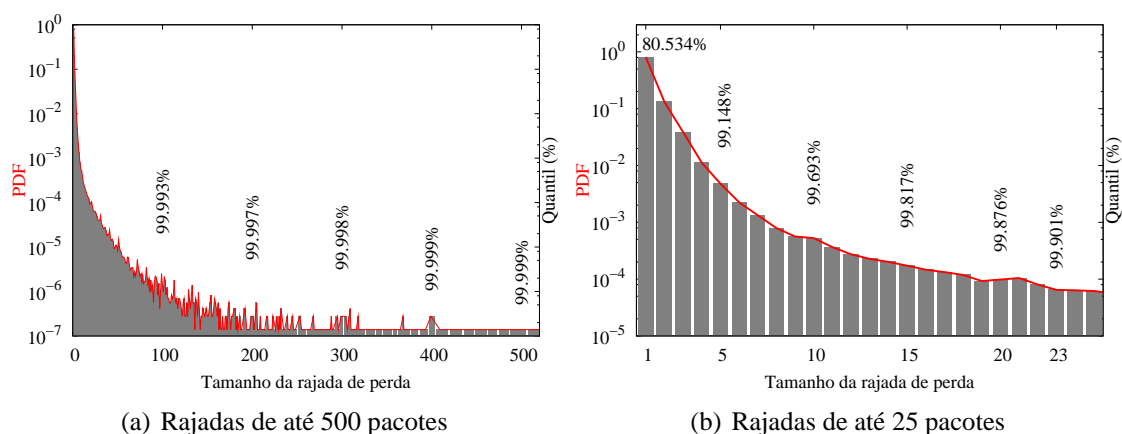 10^0
10^-1
10^-2
10^-3
10^-4
10^-5
10^-6
10^-7
PDF
99.993%
99.997%
99.998%
99.999%
99.999%
Quantil (%)
0 100 200 300 400 500
Tamanho da rajada de perda
(a) Rajadas de até 500 pacotes
10^0
10^-1
10^-2
10^-3
10^-4
10^-5
PDF
80.534%
99.148%
99.693%
99.817%
99.876%
99.901%
Quantil (%)
1 5 10 15 20 23
Tamanho da rajada de perda
(b) Rajadas de até 25 pacotes